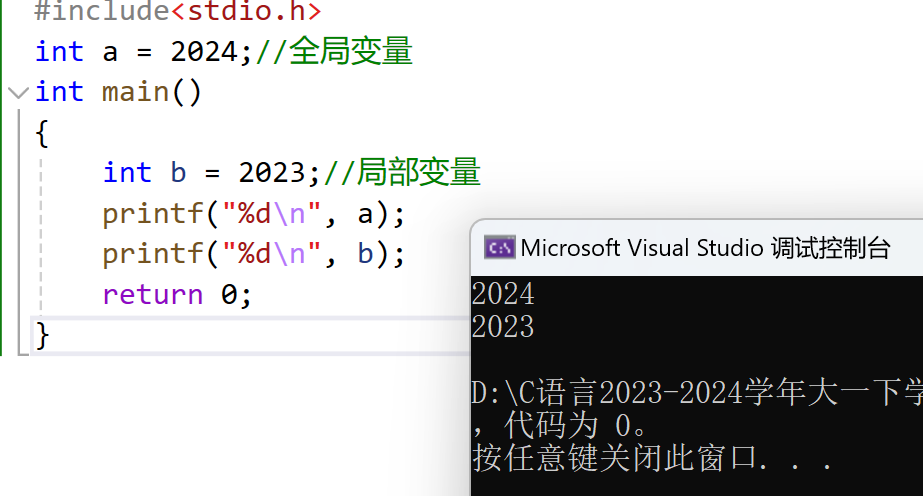 #include<stdio.h>
int a = 2024;//全局变量
int main()
{
int b = 2023;//局部变量
printf("%d\n", a);
printf("%d\n", b);
return 0;
}
Microsoft Visual Studio 调试控制台
2024
2023
D:\C语言2023-2024学年大一下学
，代码为 0。
按任意键关闭此窗口. . .